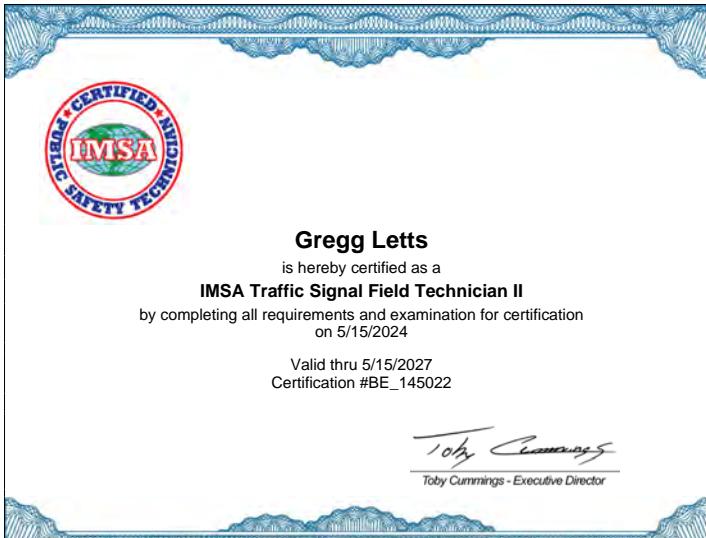 CERTIFIED
IMSA
PUBLIC SAFETY TECHNICIAN
Gregg Letts
is hereby certified as a
IMSA Traffic Signal Field Technician II
by completing all requirements and examination for certification
on 5/15/2024
Valid thru 5/15/2027
Certification #BE_145022
Toby Cummings
Toby Cummings - Executive Director